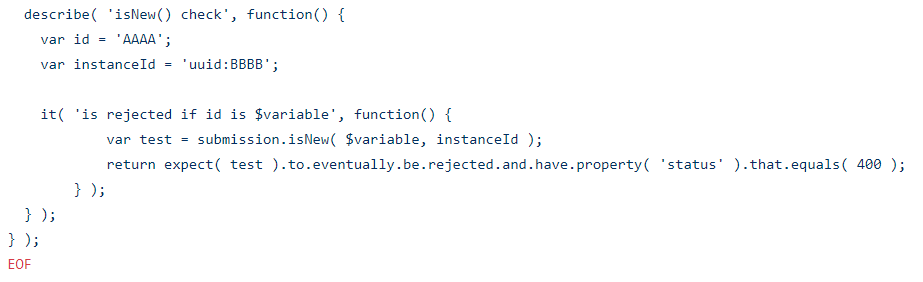 describe( 'isNew() check', function() {
var id = 'AAAA';
var instanceId = 'uuid:BBBB';
it( 'is rejected if id is $variable', function() {
var test = submission.isNew( $variable, instanceId );
return expect( test ).to.eventually.be.rejected.and.have.property( 'status' ).that.equals( 400 );
} );
} );
} );
EOF